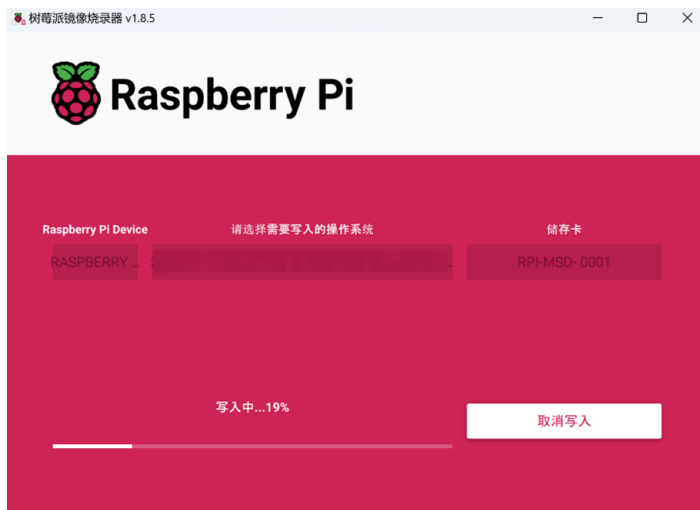 树莓派镜像烧录器 v1.8.5
Raspberry Pi
Raspberry Pi Device
请选择需要写入的操作系统
储存卡
RASPBERRY ...
RPI-MSD- 0001
写入中...19%
取消写入